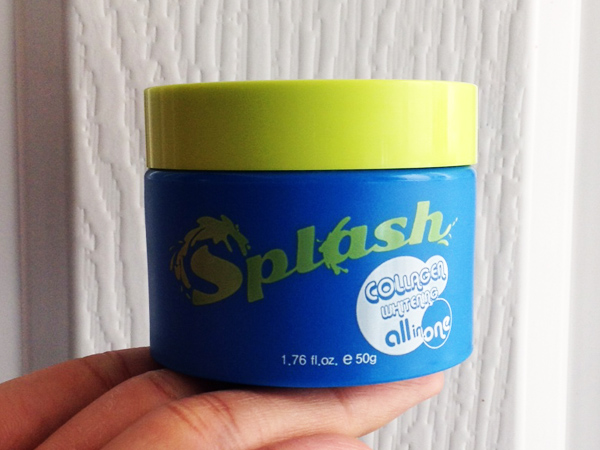 Splash
COLLAGEN
WHITENING
all in one
1.76 fl.oz. e 50g